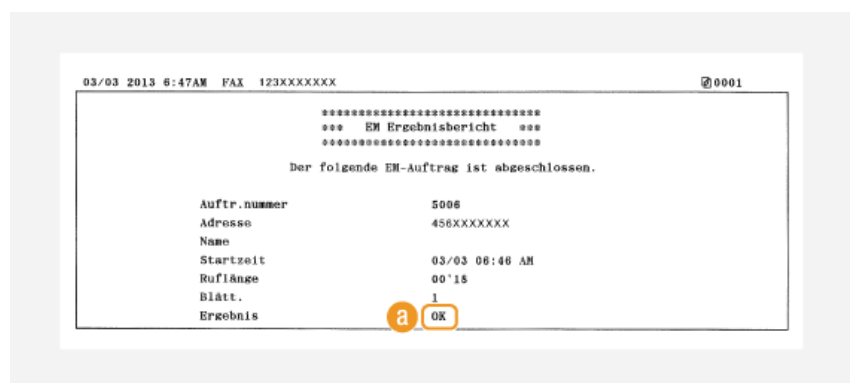 03/03 2013 6:47AM FAX 123XXXXXXX 0001
******************************
*** EM Ergebnisbericht ***
******************************
Der folgende EM-Auftrag ist abgeschlossen.
Auftr.nummer 5006
Adresse 456XXXXXXX
Name
Startzeit 03/03 06:46 AM
Ruflänge 00'18
Blätt. 1
Ergebnis a OK